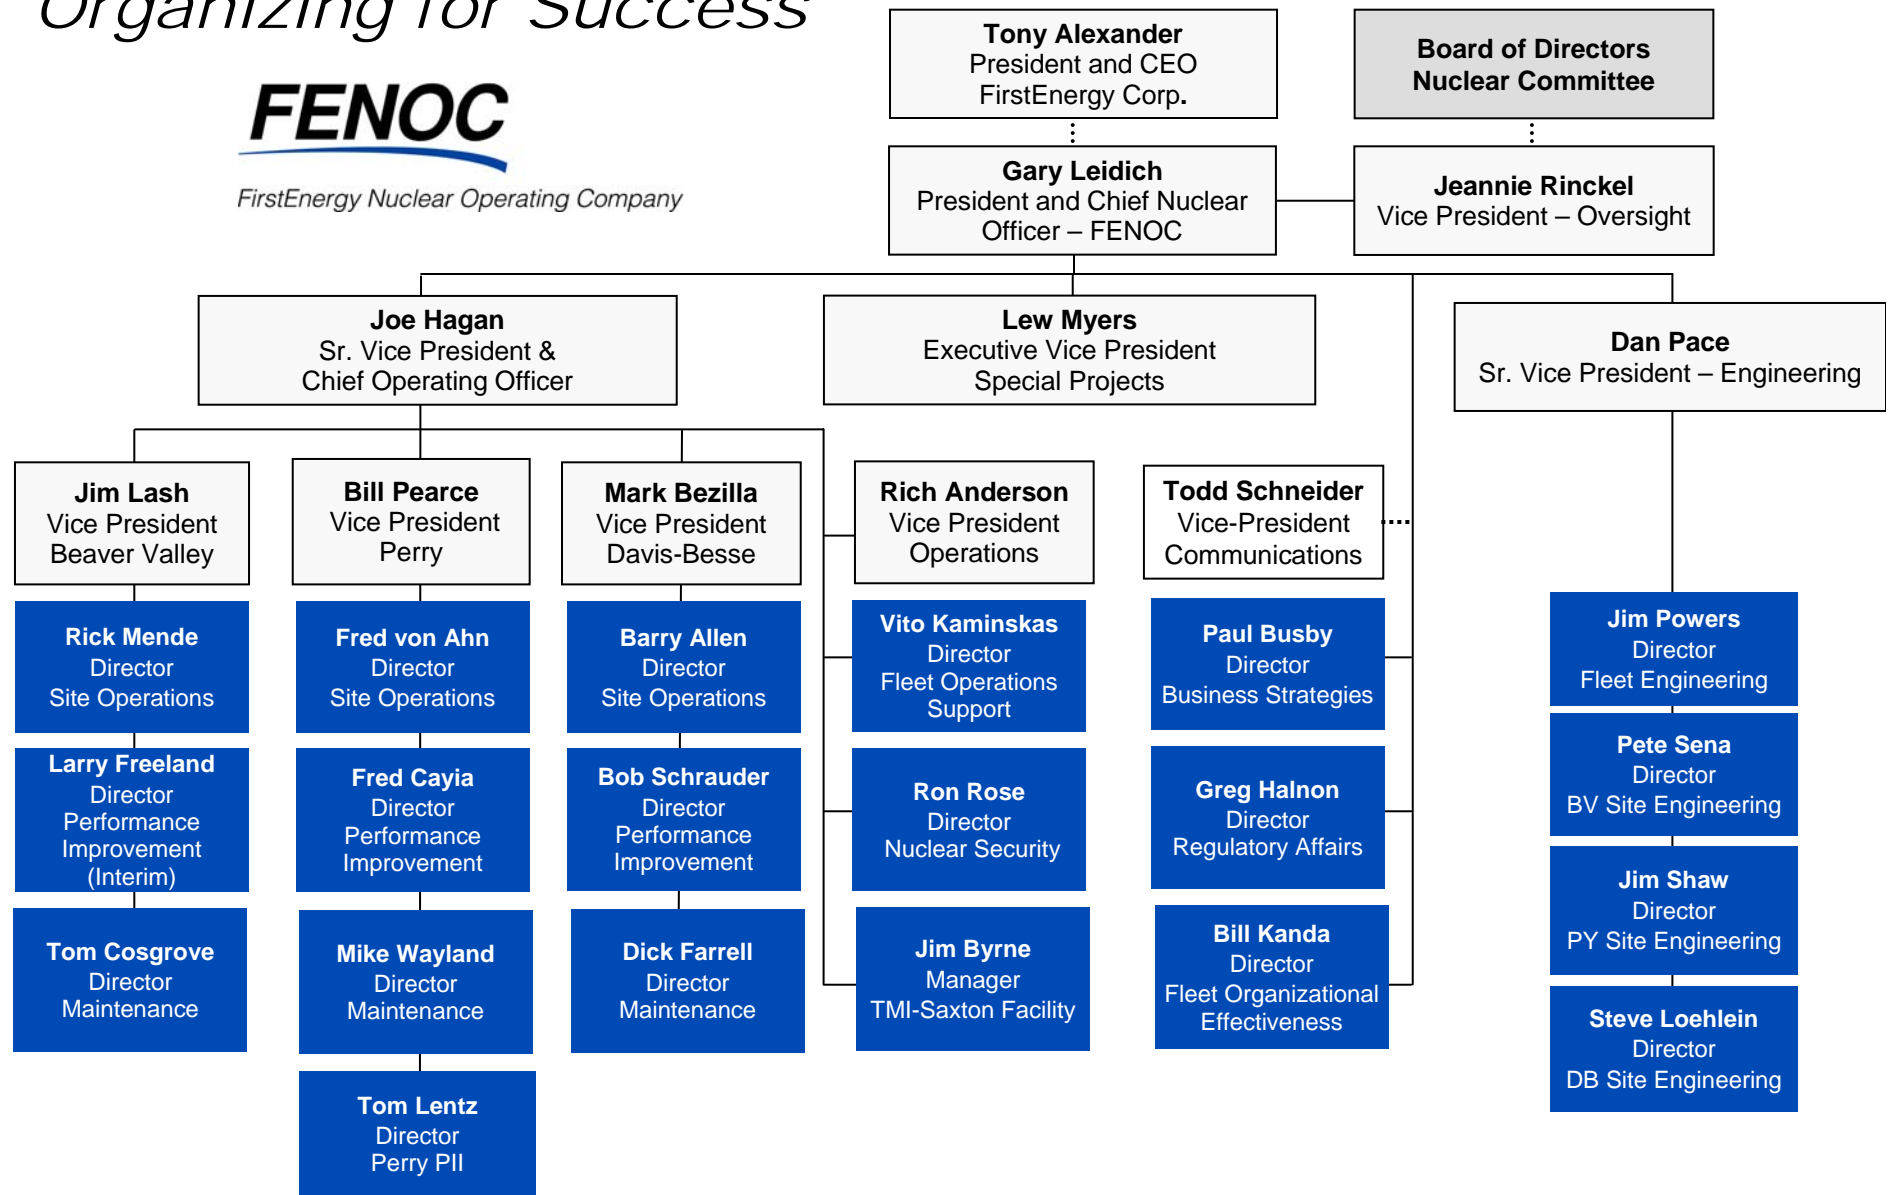 Organizing for Success
FENOC
FirstEnergy Nuclear Operating Company
Tony Alexander
President and CEO
FirstEnergy Corp.
Board of Directors
Nuclear Committee
Gary Leidich
President and Chief Nuclear
Officer – FENOC
Jeannie Rinckel
Vice President – Oversight
Joe Hagan
Sr. Vice President &
Chief Operating Officer
Lew Myers
Executive Vice President
Special Projects
Dan Pace
Sr. Vice President – Engineering
Jim Lash
Vice President
Beaver Valley
Bill Pearce
Vice President
Perry
Mark Bezilla
Vice President
Davis-Besse
Rich Anderson
Vice President
Operations
Todd Schneider
Vice-President
Communications
Rick Mende
Director
Site Operations
Fred von Ahn
Director
Site Operations
Barry Allen
Director
Site Operations
Vito Kaminskas
Director
Fleet Operations
Support
Paul Busby
Director
Business Strategies
Jim Powers
Director
Fleet Engineering
Larry Freeland
Director
Performance
Improvement
(Interim)
Fred Cayia
Director
Performance
Improvement
Bob Schrauder
Director
Performance
Improvement
Ron Rose
Director
Nuclear Security
Greg Halnon
Director
Regulatory Affairs
Pete Sena
Director
BV Site Engineering
Tom Cosgrove
Director
Maintenance
Mike Wayland
Director
Maintenance
Dick Farrell
Director
Maintenance
Jim Byrne
Manager
TMI-Saxton Facility
Bill Kanda
Director
Fleet Organizational
Effectiveness
Jim Shaw
Director
PY Site Engineering
Steve Loehlein
Director
DB Site Engineering
Tom Lentz
Director
Perry PII